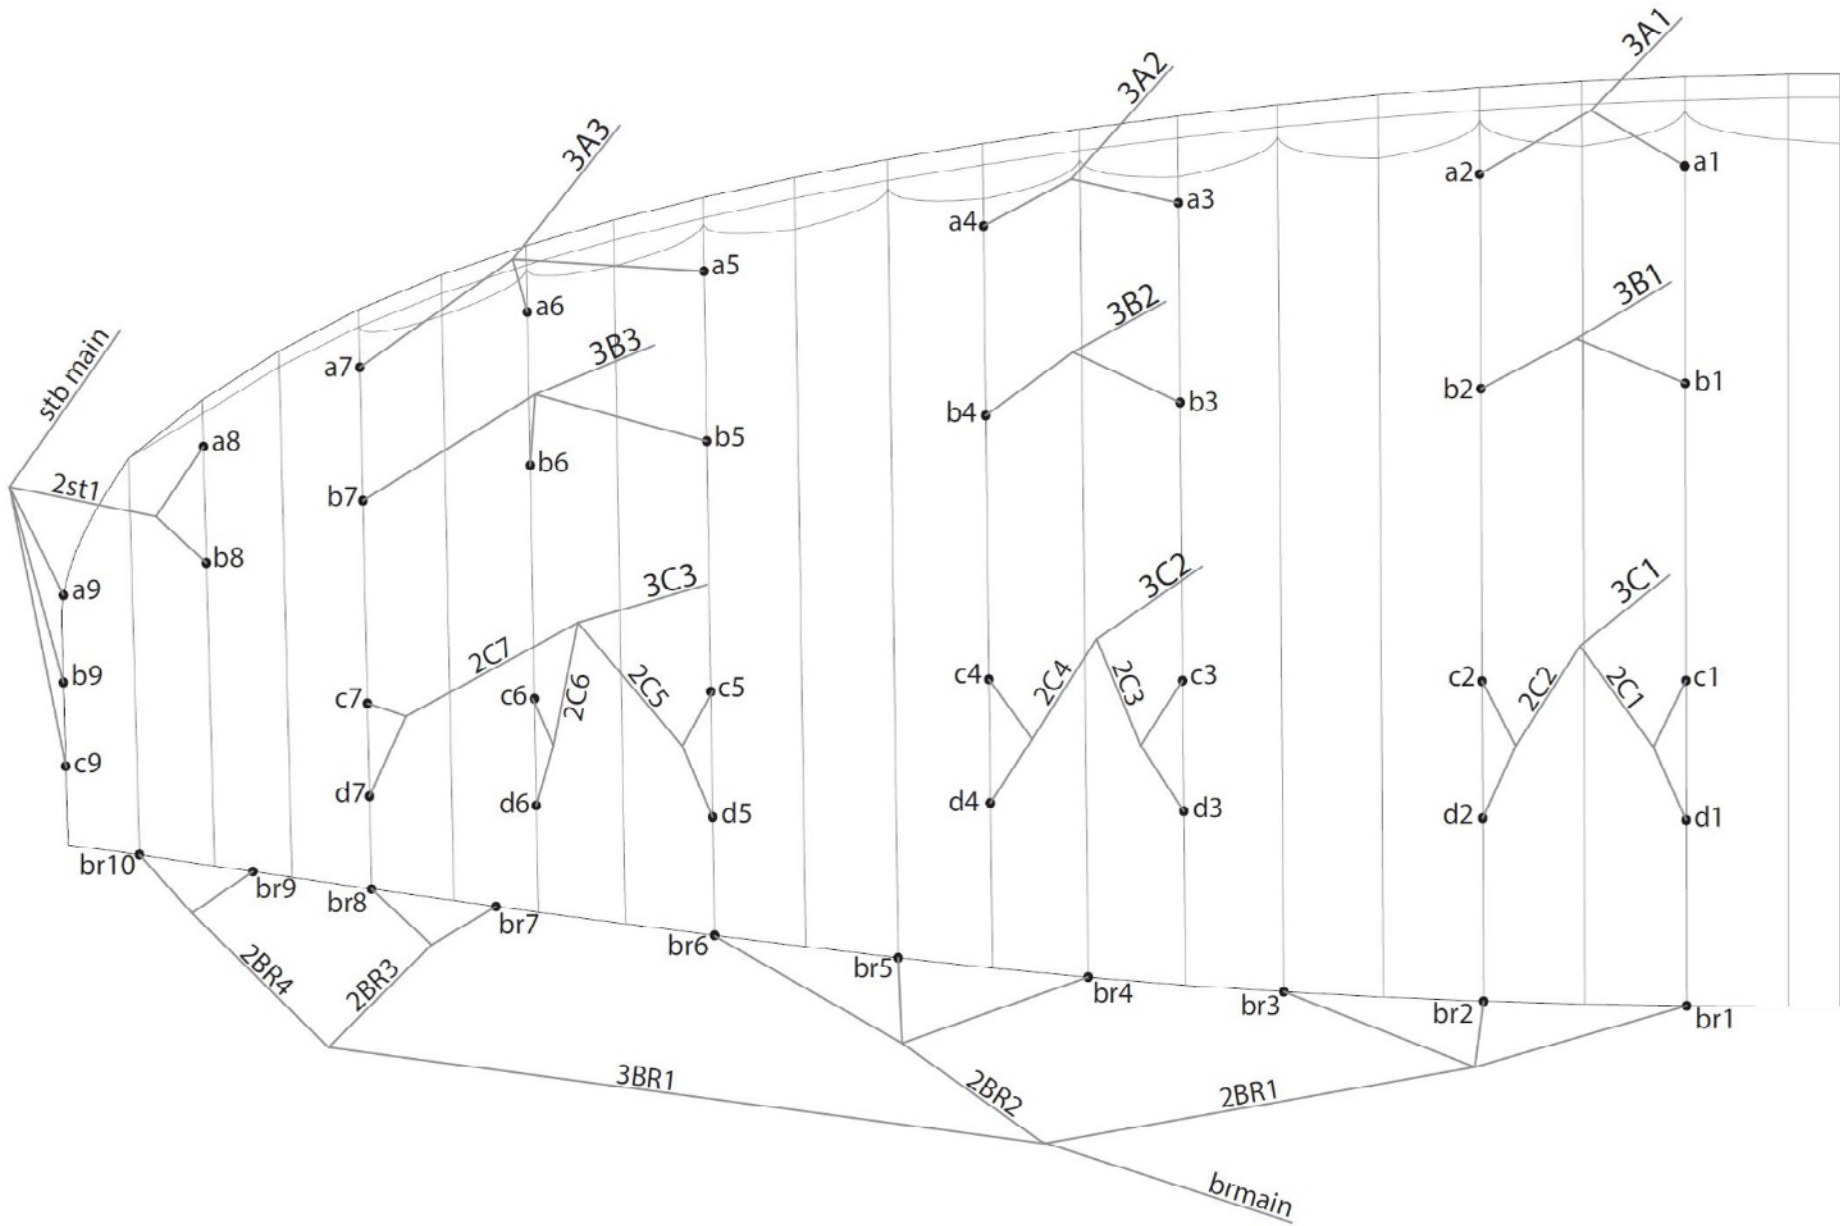 3A1
3A2
3A3
a2
a1
a4
a3
a5
a6
a7
stb main
3B1
3B2
3B3
b2
b1
b4
b3
b5
b6
b7
a8
2st1
b8
a9
b9
c9
3C3
3C2
3C1
2C7
2C6
2C5
2C4
2C3
2C2
2C1
c7
c6
c5
c4
c3
c2
c1
d7
d6
d5
d4
d3
d2
d1
br10
br9
br8
br7
br6
br5
br4
br3
br2
br1
2BR4
2BR3
3BR1
2BR2
2BR1
brmain